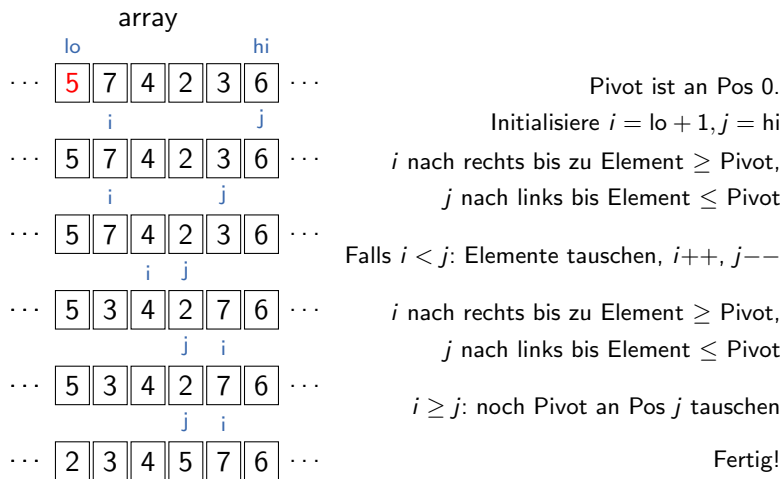 array
lo hi
··· 5 7 4 2 3 6 ··· Pivot ist an Pos 0.
i j Initialisiere i = lo + 1, j = hi
··· 5 7 4 2 3 6 ··· i nach rechts bis zu Element ≥ Pivot,
i j j nach links bis Element ≤ Pivot
··· 5 7 4 2 3 6 ···
Falls i < j: Elemente tauschen, i++, j−−
i j
··· 5 3 4 2 7 6 ··· i nach rechts bis zu Element ≥ Pivot,
j i j nach links bis Element ≤ Pivot
··· 5 3 4 2 7 6 ···
i ≥ j: noch Pivot an Pos j tauschen
j i
··· 2 3 4 5 7 6 ··· Fertig!